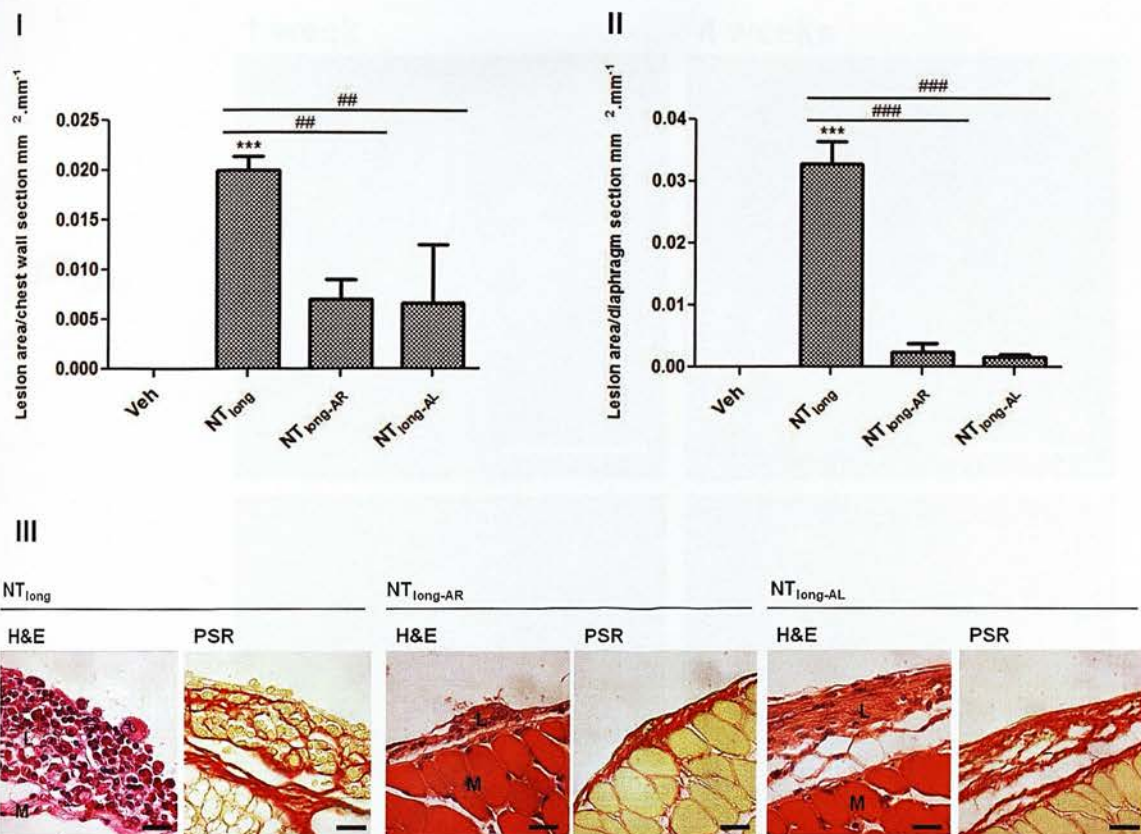 I
Lesion area/chest wall section mm ².mm⁻¹
0.025
0.020
0.015
0.010
0.005
0.000
##
##
***
Veh
NTlong
NTlong-AR
NTlong-AL
II
Lesion area/diaphragm section mm ².mm⁻¹
0.04
0.03
0.02
0.01
0.00
###
###
***
Veh
NTlong
NTlong-AR
NTlong-AL
III
NTlong
NTlong-AR
NTlong-AL
H&E
PSR
H&E
PSR
H&E
PSR
L
M
L
M
L
M